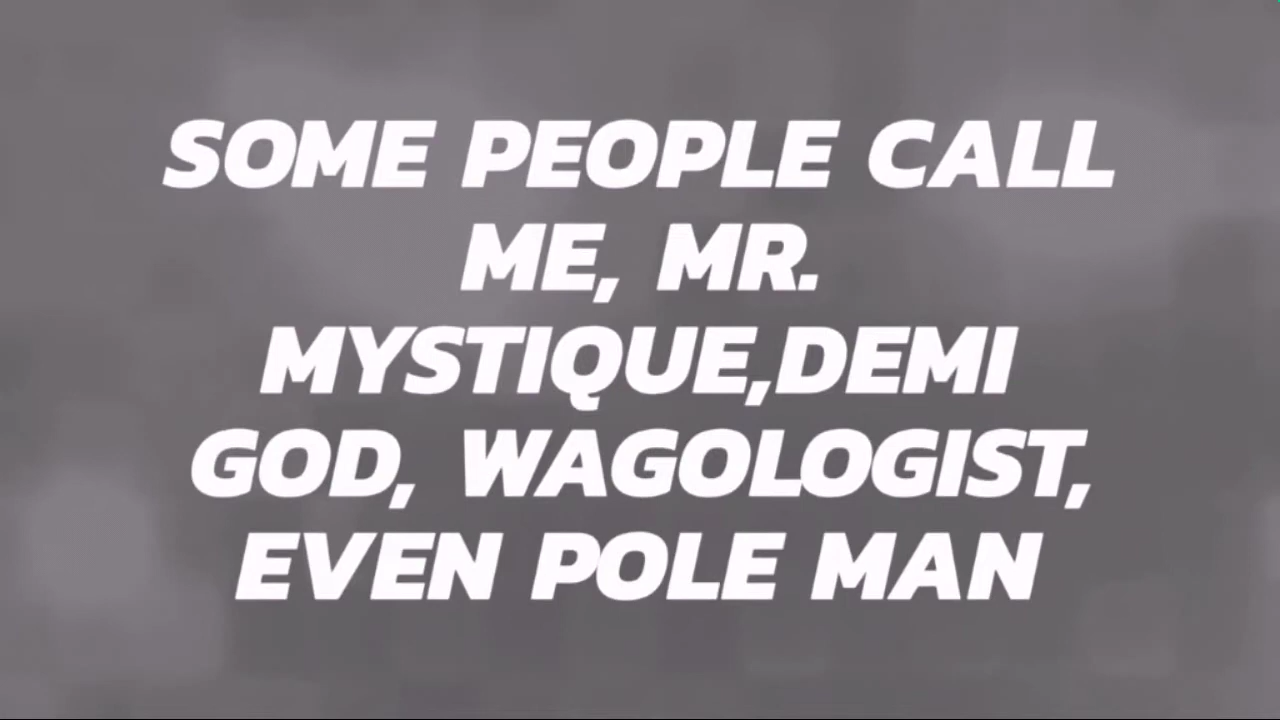 SOME PEOPLE CALL
ME, MR.
MYSTIQUE,DEMI
GOD, WAGOLOGIST,
EVEN POLE MAN